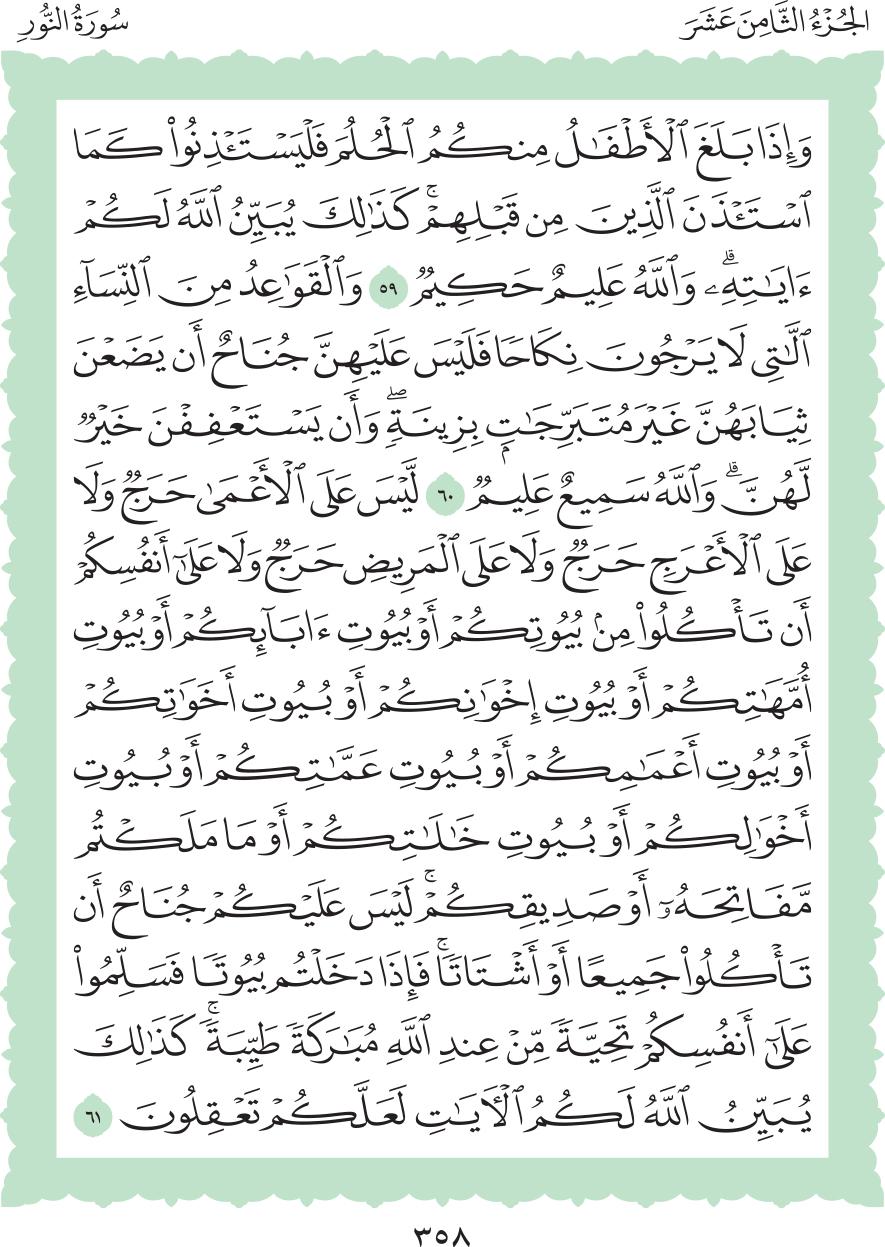 الجُزْءُ الثَّامِنَ عَشَرَ
سُورَةُ النُّورِ
وَإِذَا بَلَغَ ٱلْأَطْفَٰلُ مِنكُمُ ٱلْحُلُمَ فَلْيَسْتَـْٔذِنُوا۟ كَمَا
ٱسْتَـْٔذَنَ ٱلَّذِينَ مِن قَبْلِهِمْ ۚ كَذَٰلِكَ يُبَيِّنُ ٱللَّهُ لَكُمْ
ءَايَٰتِهِۦ ۗ وَٱللَّهُ عَلِيمٌ حَكِيمٌ ٥٩ وَٱلْقَوَٰعِدُ مِنَ ٱلنِّسَآءِ
ٱلَّٰتِى لَا يَرْجُونَ نِكَاحًا فَلَيْسَ عَلَيْهِنَّ جُنَاحٌ أَن يَضَعْنَ
ثِيَابَهُنَّ غَيْرَ مُتَبَرِّجَٰتٍۭ بِزِينَةٍ ۖ وَأَن يَسْتَعْفِفْنَ خَيْرٌ
لَّهُنَّ ۗ وَٱللَّهُ سَمِيعٌ عَلِيمٌ ٦٠ لَّيْسَ عَلَى ٱلْأَعْمَىٰ حَرَجٌ وَلَا
عَلَى ٱلْأَعْرَجِ حَرَجٌ وَلَا عَلَى ٱلْمَرِيضِ حَرَجٌ وَلَا عَلَىٰٓ أَنفُسِكُمْ
أَن تَأْكُلُوا۟ مِنۢ بُيُوتِكُمْ أَوْ بُيُوتِ ءَابَآئِكُمْ أَوْ بُيُوتِ
أُمَّهَٰتِكُمْ أَوْ بُيُوتِ إِخْوَٰنِكُمْ أَوْ بُيُوتِ أَخَوَٰتِكُمْ
أَوْ بُيُوتِ أَعْمَٰمِكُمْ أَوْ بُيُوتِ عَمَّٰتِكُمْ أَوْ بُيُوتِ
أَخْوَٰلِكُمْ أَوْ بُيُوتِ خَٰلَٰتِكُمْ أَوْ مَا مَلَكْتُم
مَّفَاتِحَهُۥٓ أَوْ صَدِيقِكُمْ ۚ لَيْسَ عَلَيْكُمْ جُنَاحٌ أَن
تَأْكُلُوا۟ جَمِيعًا أَوْ أَشْتَاتًا ۚ فَإِذَا دَخَلْتُم بُيُوتًا فَسَلِّمُوا۟
عَلَىٰٓ أَنفُسِكُمْ تَحِيَّةً مِّنْ عِندِ ٱللَّهِ مُبَٰرَكَةً طَيِّبَةً ۚ كَذَٰلِكَ
يُبَيِّنُ ٱللَّهُ لَكُمُ ٱلْـَٔايَٰتِ لَعَلَّكُمْ تَعْقِلُونَ ٦١
٣٥٨